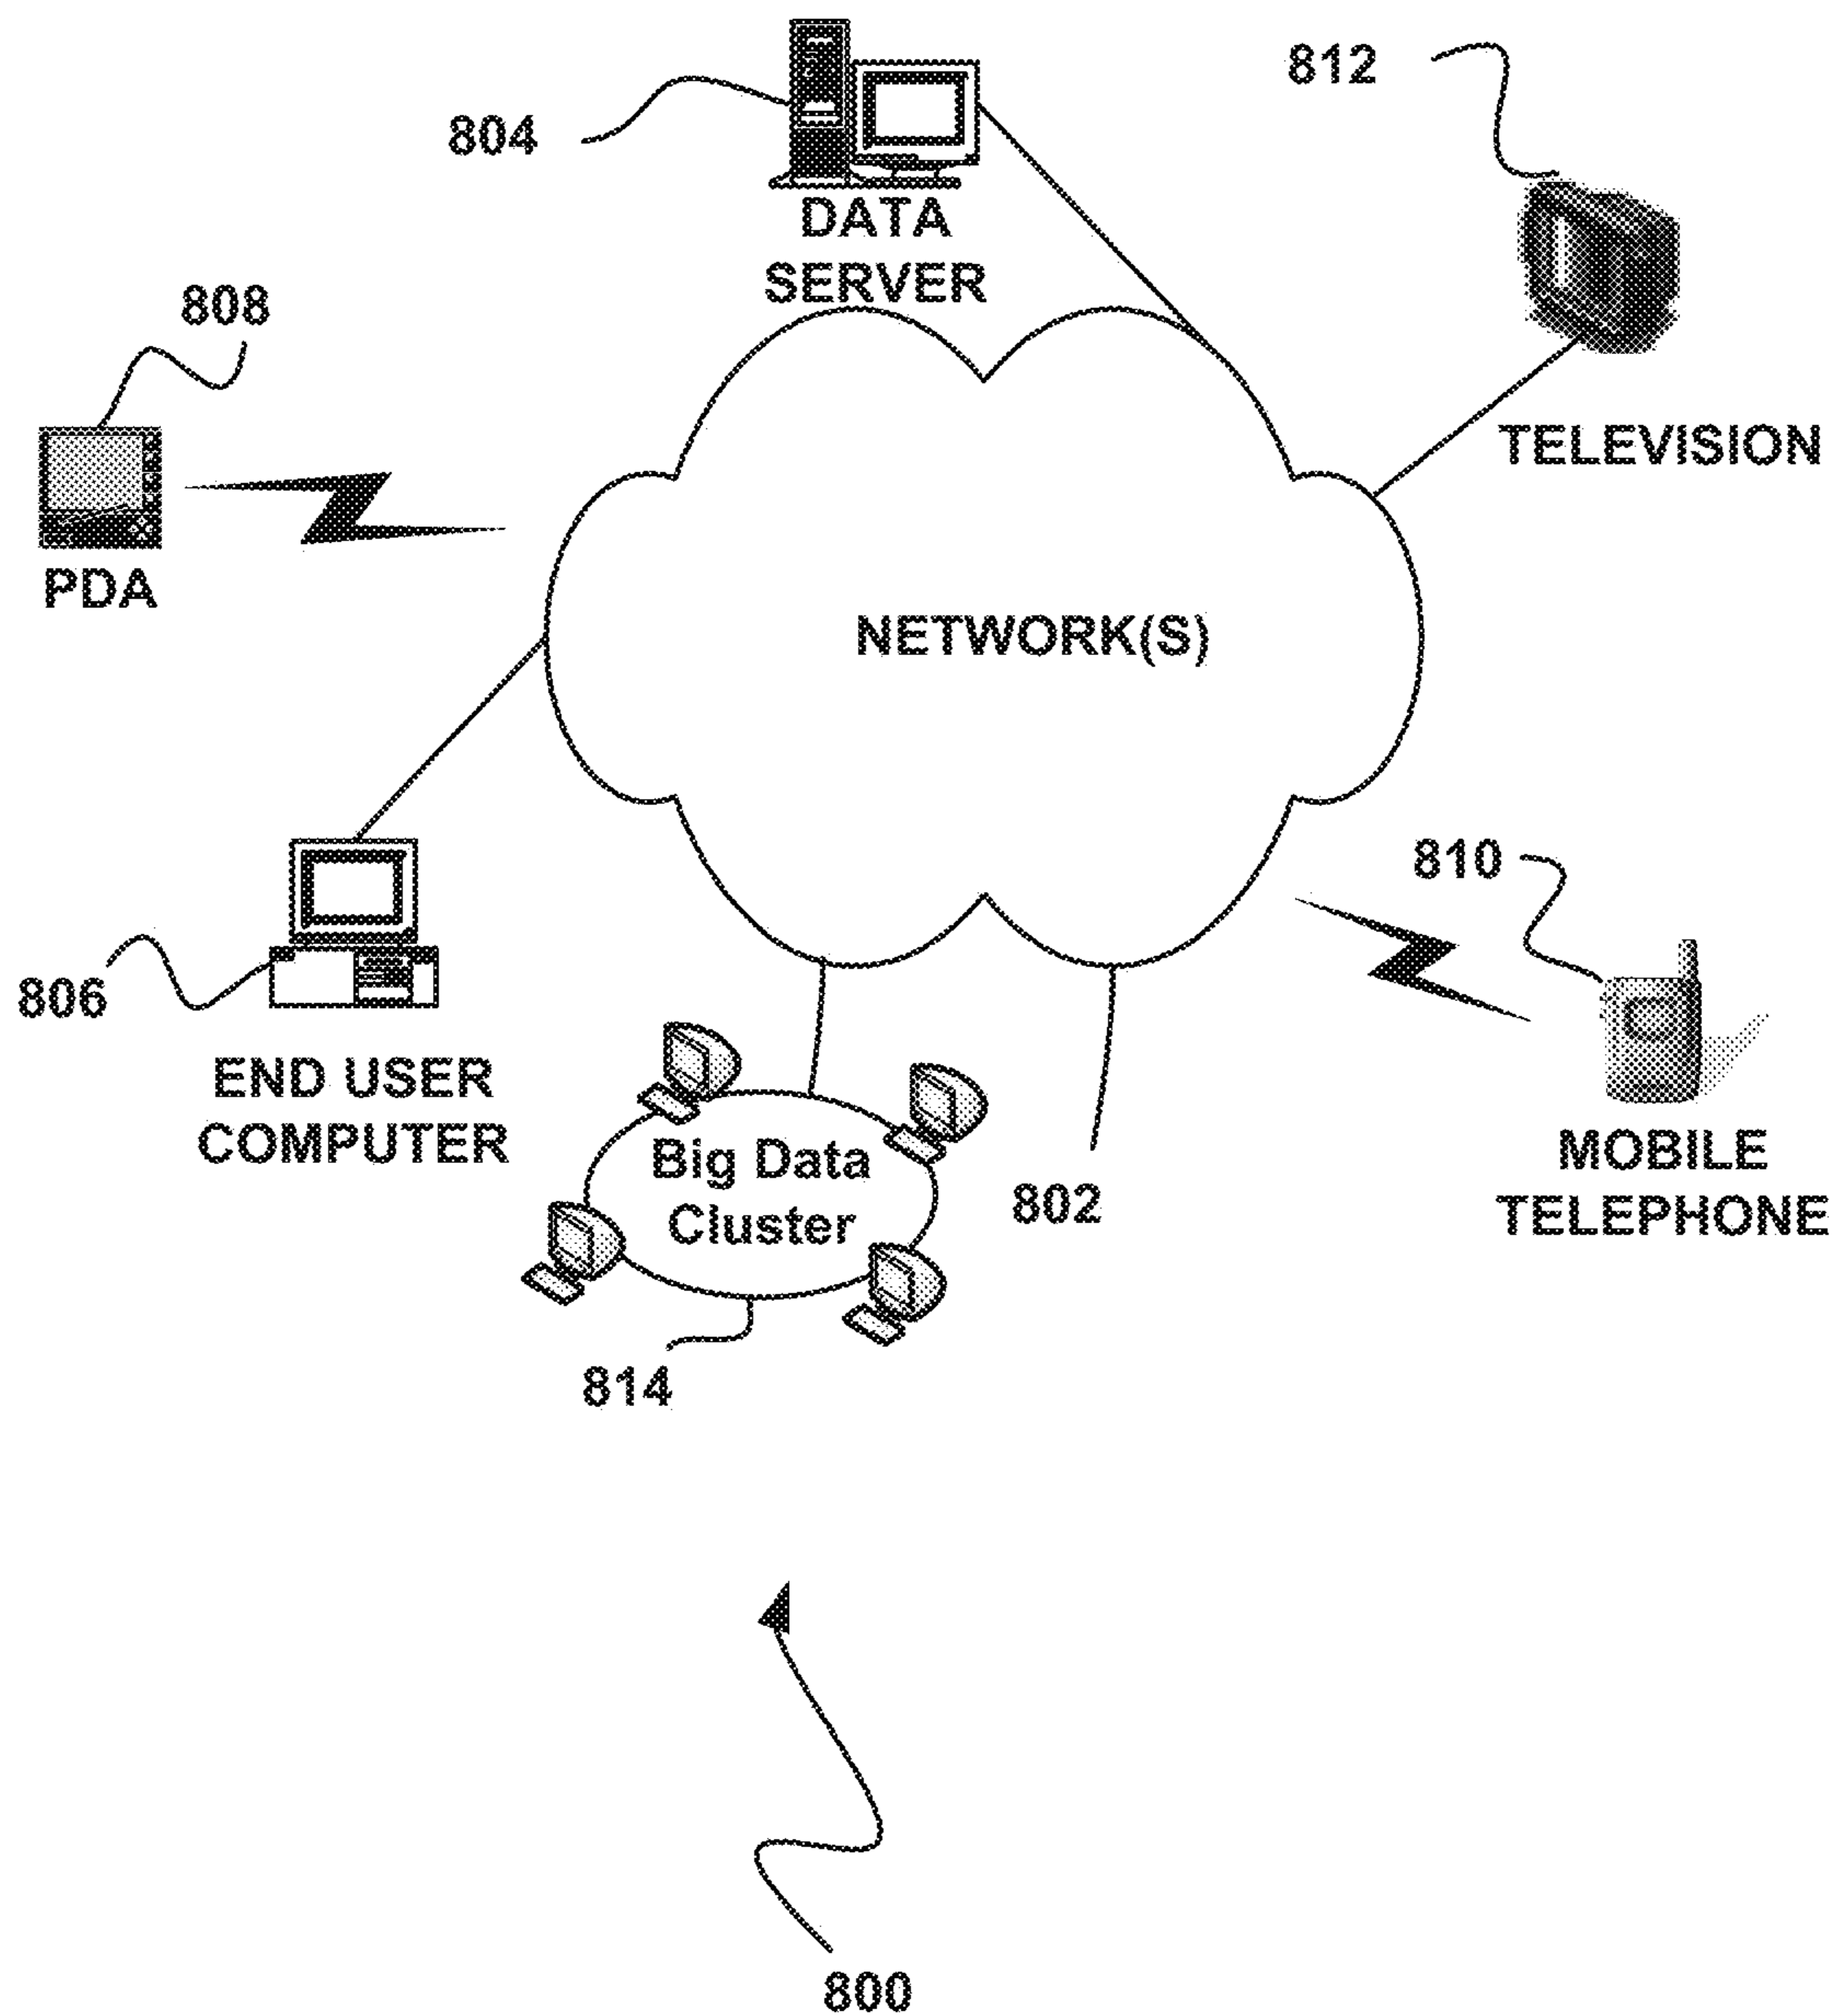 804
812
DATA
SERVER
808
TELEVISION
PDA
NETWORK(S)
810
806
END USER
COMPUTER
Big Data
Cluster
802
MOBILE
TELEPHONE
814
800